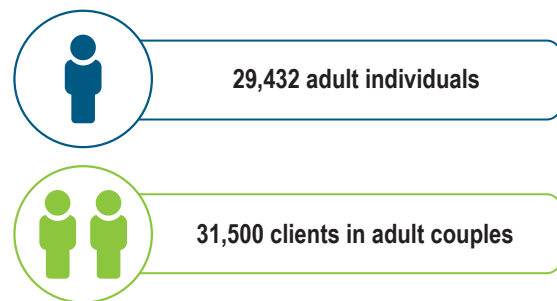 29,432 adult individuals
31,500 clients in adult couples